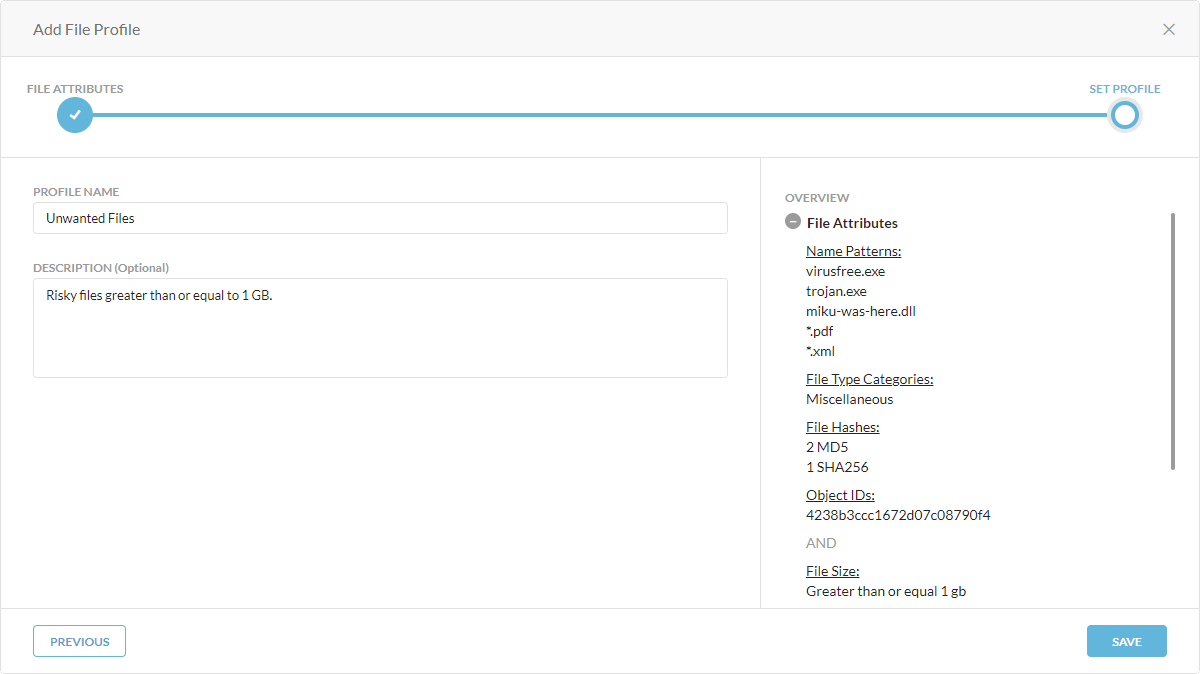 Add File Profile
FILE ATTRIBUTES
SET PROFILE
PROFILE NAME
Unwanted Files
DESCRIPTION (Optional)
Risky files greater than or equal to 1 GB.
OVERVIEW
File Attributes
Name Patterns:
virusfree.exe
trojan.exe
miku-was-here.dll
*.pdf
*.xml
File Type Categories:
Miscellaneous
File Hashes:
2 MD5
1 SHA256
Object IDs:
4238b3ccc1672d07c08790f4
AND
File Size:
Greater than or equal 1 gb
PREVIOUS
SAVE